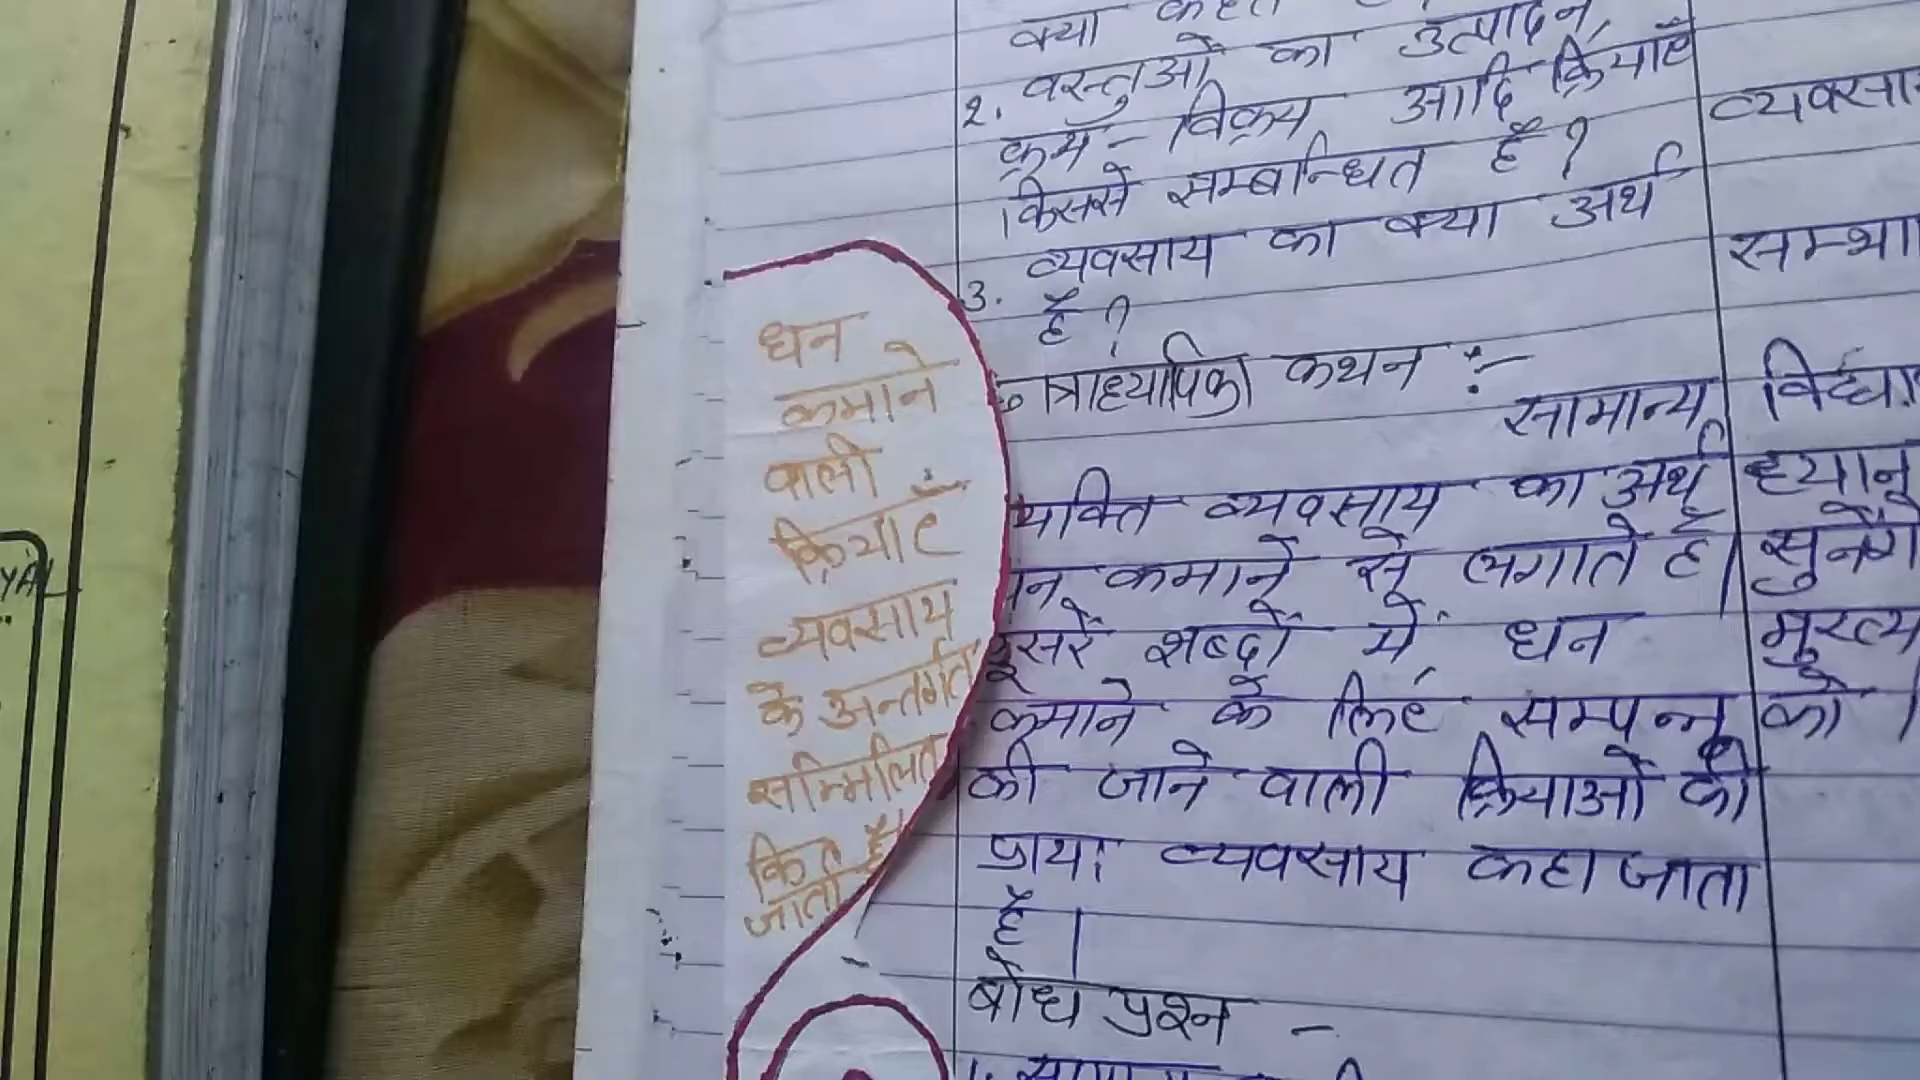 क्या कहते
2. वस्तुओं का उत्पादन,
क्रय - विक्रय आदि क्रियाएँ
किससे सम्बन्धित है ?
3. व्यवसाय का क्या अर्थ
है ?
छात्राध्यापिका कथन :-
सामान्य
व्यक्ति व्यवसाय का अर्थ
धन कमाने से लगाते है।
दूसरें शब्दों में, धन
कमाने के लिए सम्पन्न
की जाने वाली क्रियाओं को
प्रायः व्यवसाय कहा जाता
है।
बोध प्रश्न -
धन
कमाने
वाली
क्रियाएँ
व्यवसाय
के अन्तर्गत
सम्मिलित
कि
जाती है।
व्यवसा
सम्भा
विद्या
ध्यान
सुनेंगे
मुख्य
को
YAL